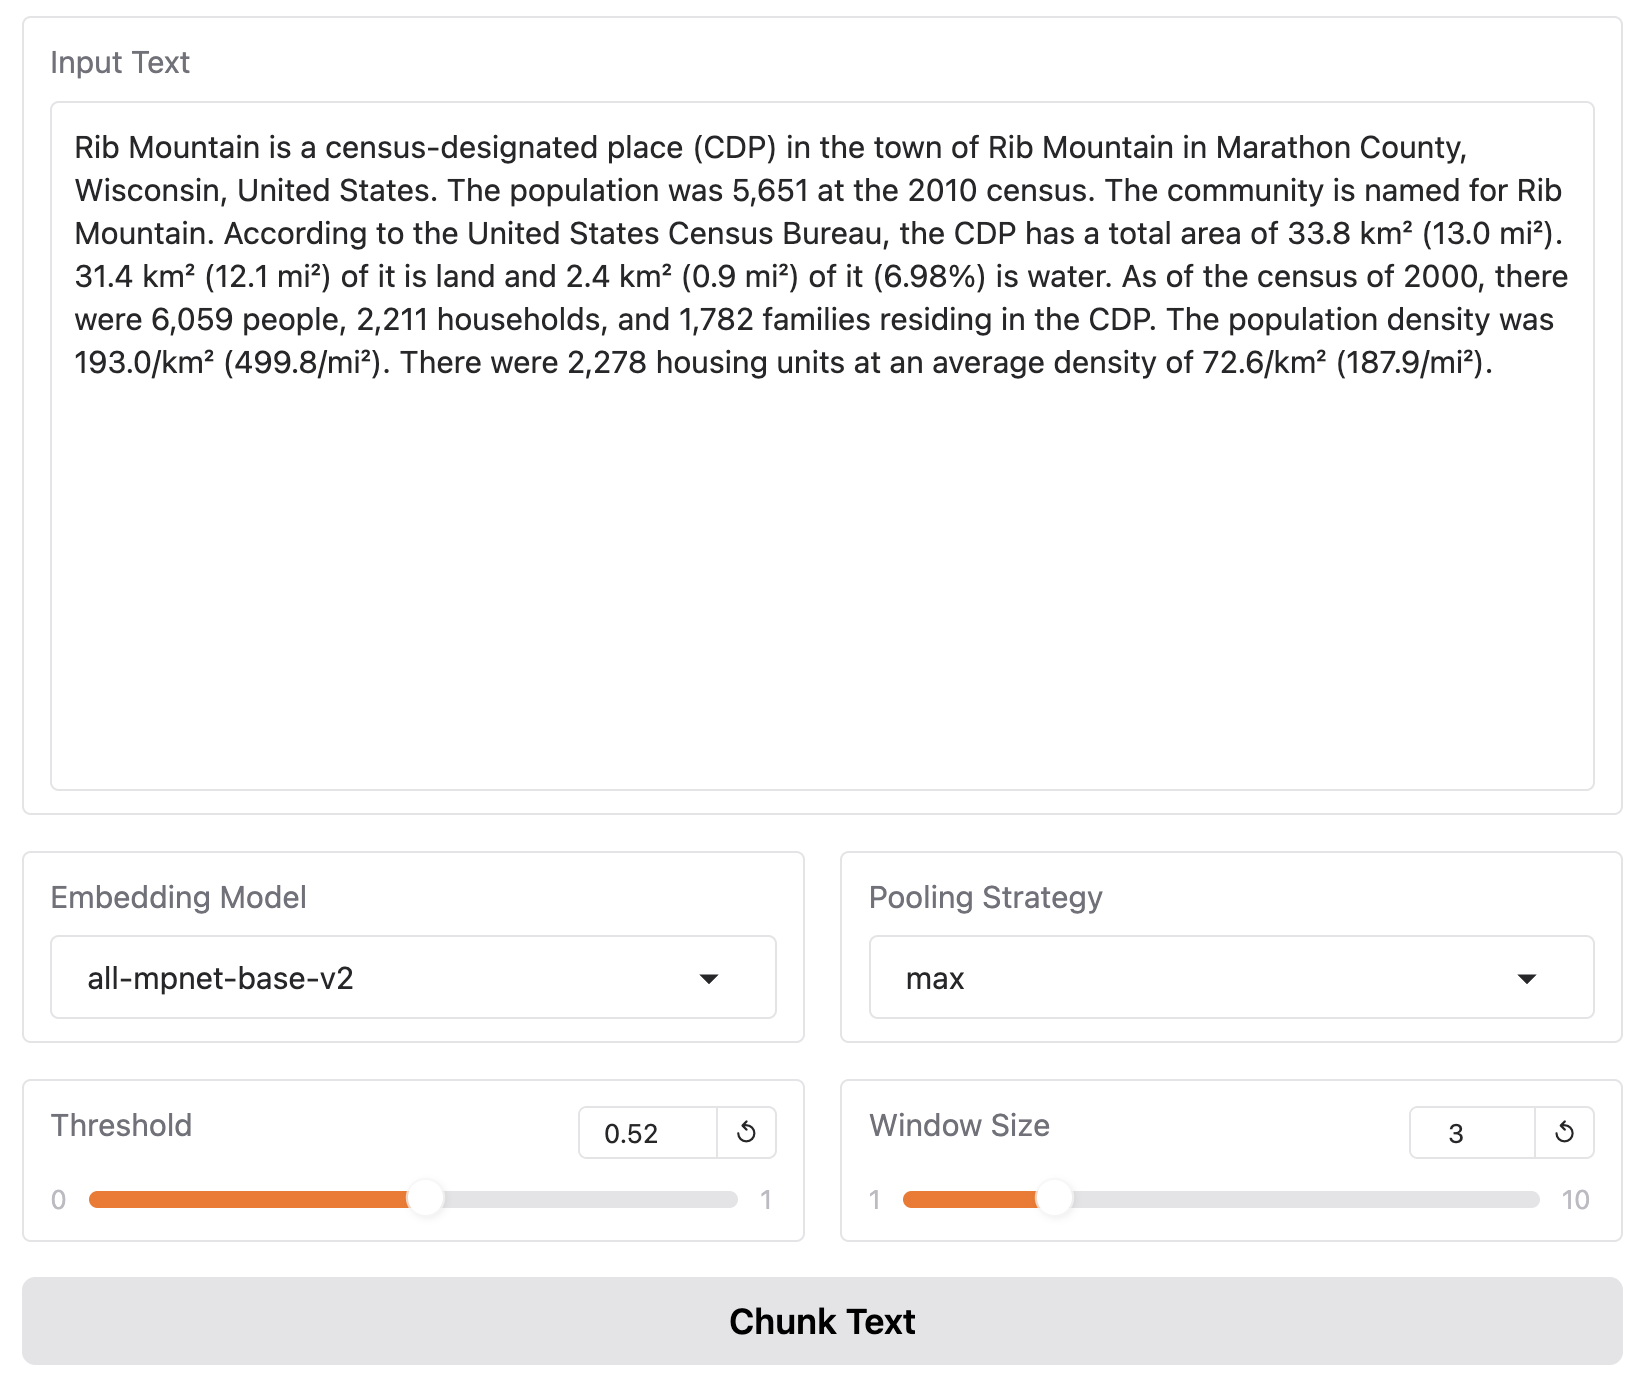 Input Text
Rib Mountain is a census-designated place (CDP) in the town of Rib Mountain in Marathon County,
Wisconsin, United States. The population was 5,651 at the 2010 census. The community is named for Rib
Mountain. According to the United States Census Bureau, the CDP has a total area of 33.8 km² (13.0 mi²).
31.4 km² (12.1 mi²) of it is land and 2.4 km² (0.9 mi²) of it (6.98%) is water. As of the census of 2000, there
were 6,059 people, 2,211 households, and 1,782 families residing in the CDP. The population density was
193.0/km² (499.8/mi²). There were 2,278 housing units at an average density of 72.6/km² (187.9/mi²).
Embedding Model
all-mpnet-base-v2
Pooling Strategy
max
Threshold
0.52
0
1
Window Size
3
1
10
Chunk Text